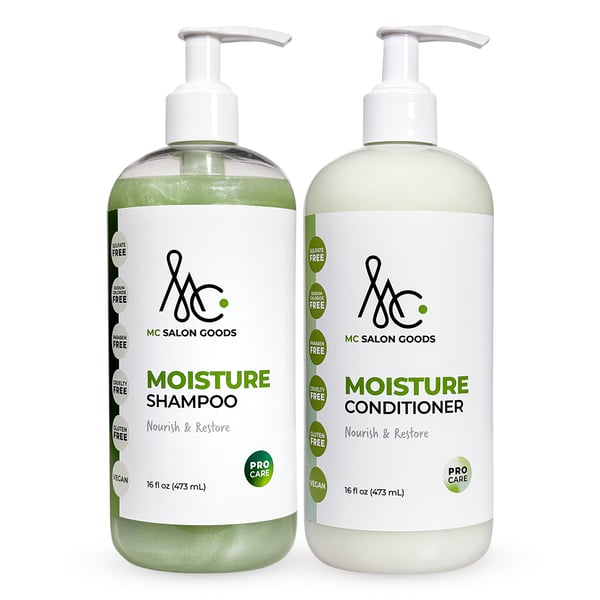 SULFATE
FREE
SODIUM
CHLORIDE
FREE
PARABEN
FREE
CRUELTY
FREE
GLUTEN
FREE
VEGAN
MC.
MC SALON GOODS
MOISTURE
SHAMPOO
Nourish & Restore
PRO
CARE
16 fl oz (473 mL)
SULFATE
FREE
SODIUM
CHLORIDE
FREE
PARABEN
FREE
CRUELTY
FREE
GLUTEN
FREE
VEGAN
MC.
MC SALON GOODS
MOISTURE
CONDITIONER
Nourish & Restore
PRO
CARE
16 fl oz (473 mL)